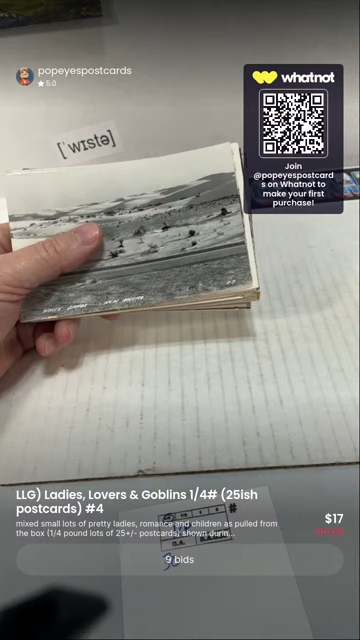 popeyespostcards
5.0
whatnot
Join
@popeyespostcard
s on Whatnot to
make your first
purchase!
['wɪstə]
LLG) Ladies, Lovers & Goblins 1/4# (25ish
postcards) #4
mixed small lots of pretty ladies, romance and children as pulled from
the box (1/4 pound lots of 25+/- postcards) shown durin...
$17
#
9 bids